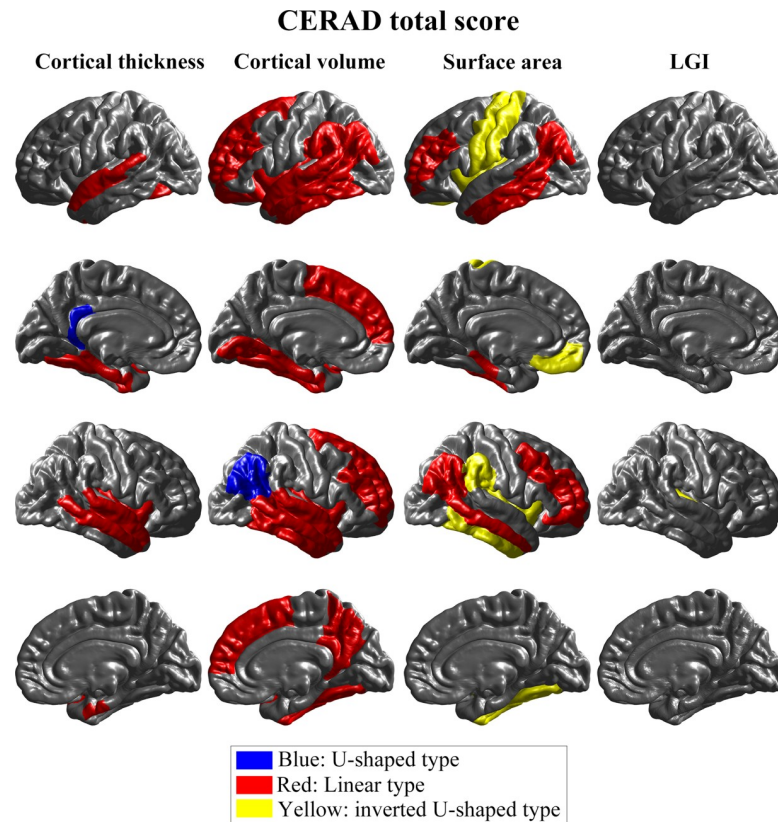 CERAD total score
Cortical thickness Cortical volume Surface area LGI
Blue: U-shaped type
Red: Linear type
Yellow: inverted U-shaped type